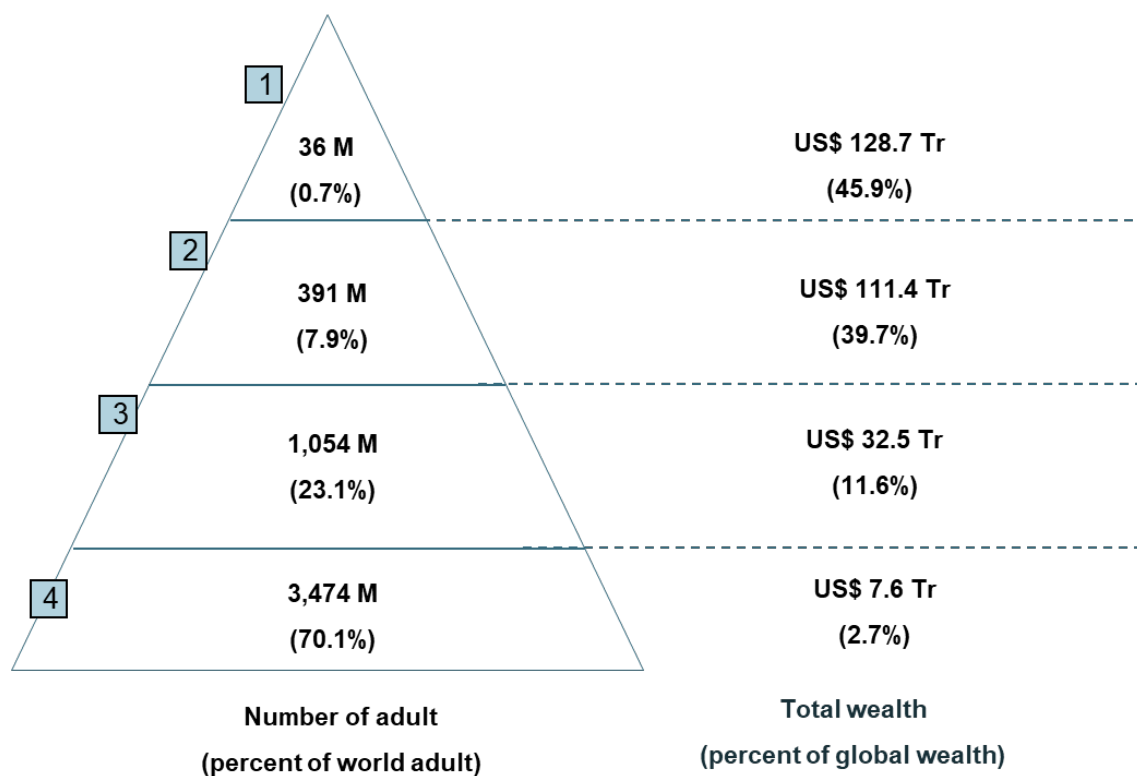 1
36 M
(0.7%)
US$ 128.7 Tr
(45.9%)
2
391 M
(7.9%)
US$ 111.4 Tr
(39.7%)
3
1,054 M
(23.1%)
US$ 32.5 Tr
(11.6%)
4
3,474 M
(70.1%)
US$ 7.6 Tr
(2.7%)
Number of adult
(percent of world adult)
Total wealth
(percent of global wealth)